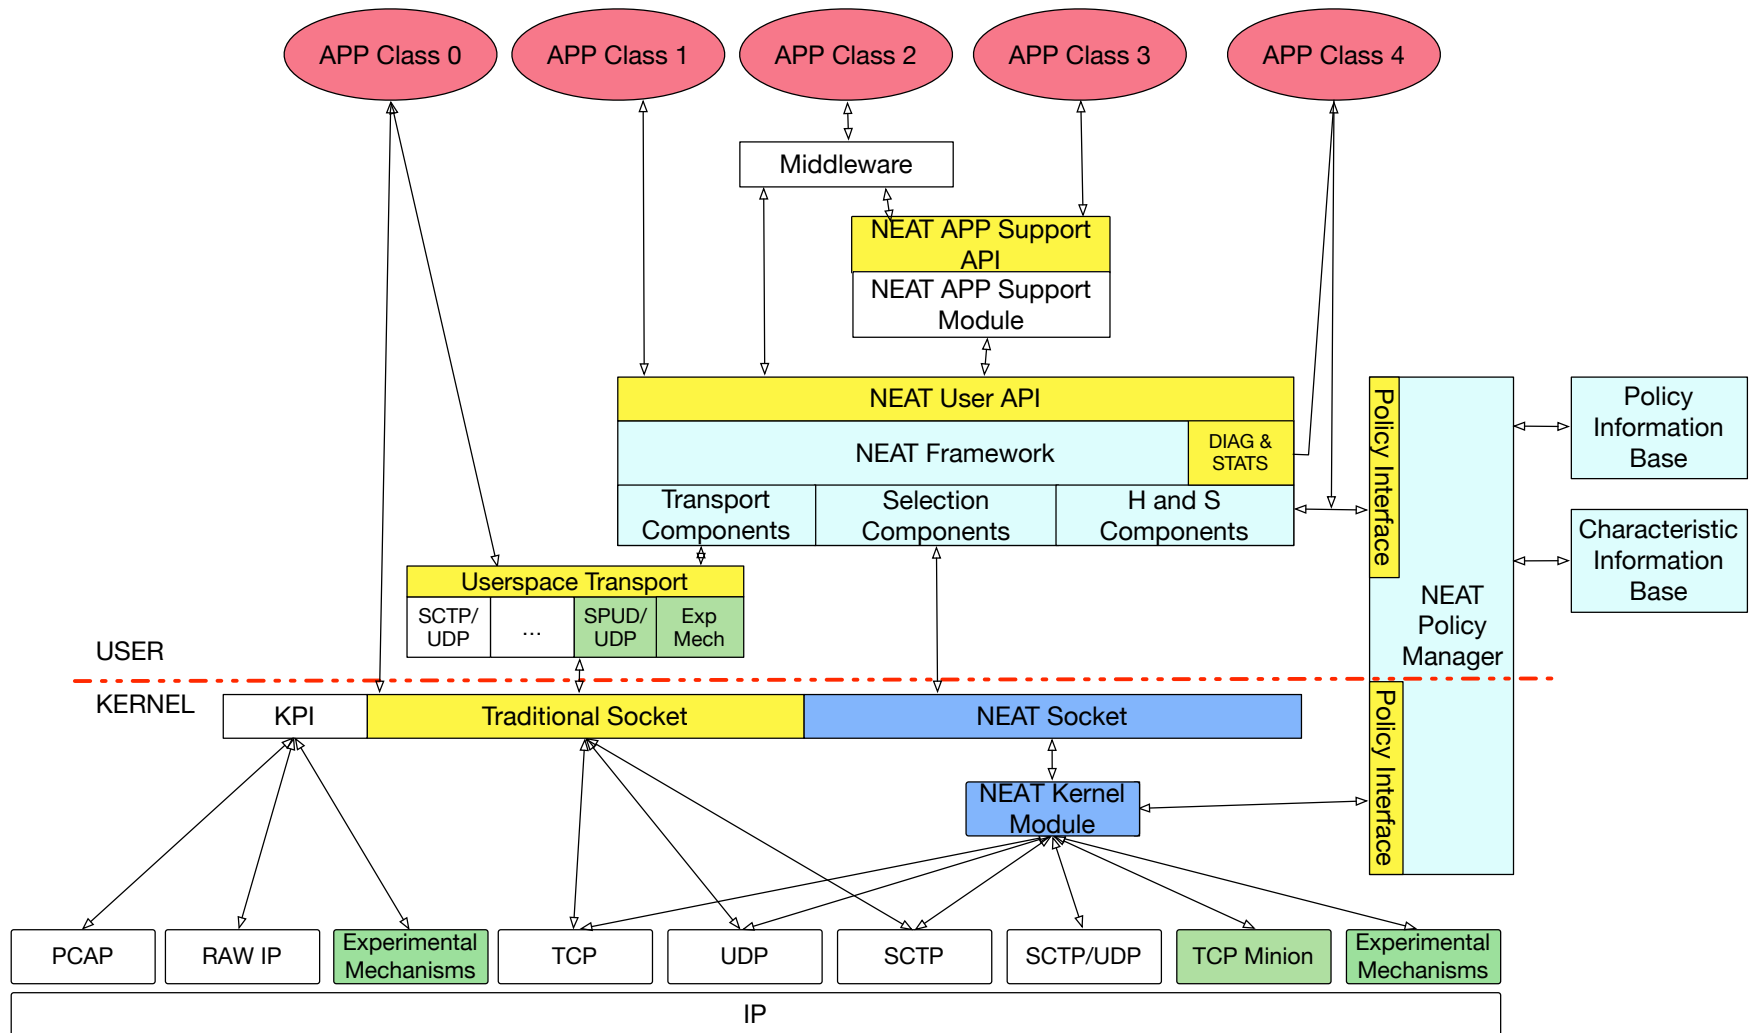 APP Class 0
APP Class 1
APP Class 2
APP Class 3
APP Class 4
Middleware
NEAT APP Support
API
NEAT APP Support
Module
NEAT User API
NEAT Framework
DIAG &
STATS
Transport
Components
Selection
Components
H and S
Components
Policy Interface
NEAT
Policy
Manager
Policy
Information
Base
Characteristic
Information
Base
Userspace Transport
SCTP/
UDP
...
SPUD/
UDP
Exp
Mech
USER
KERNEL
KPI
Traditional Socket
NEAT Socket
Policy Interface
NEAT Kernel
Module
PCAP
RAW IP
Experimental
Mechanisms
TCP
UDP
SCTP
SCTP/UDP
TCP Minion
Experimental
Mechanisms
IP